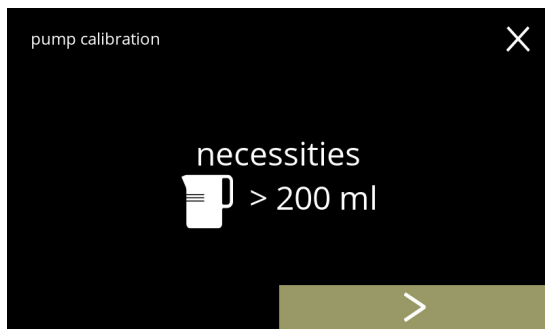 pump calibration
necessities
> 200 ml